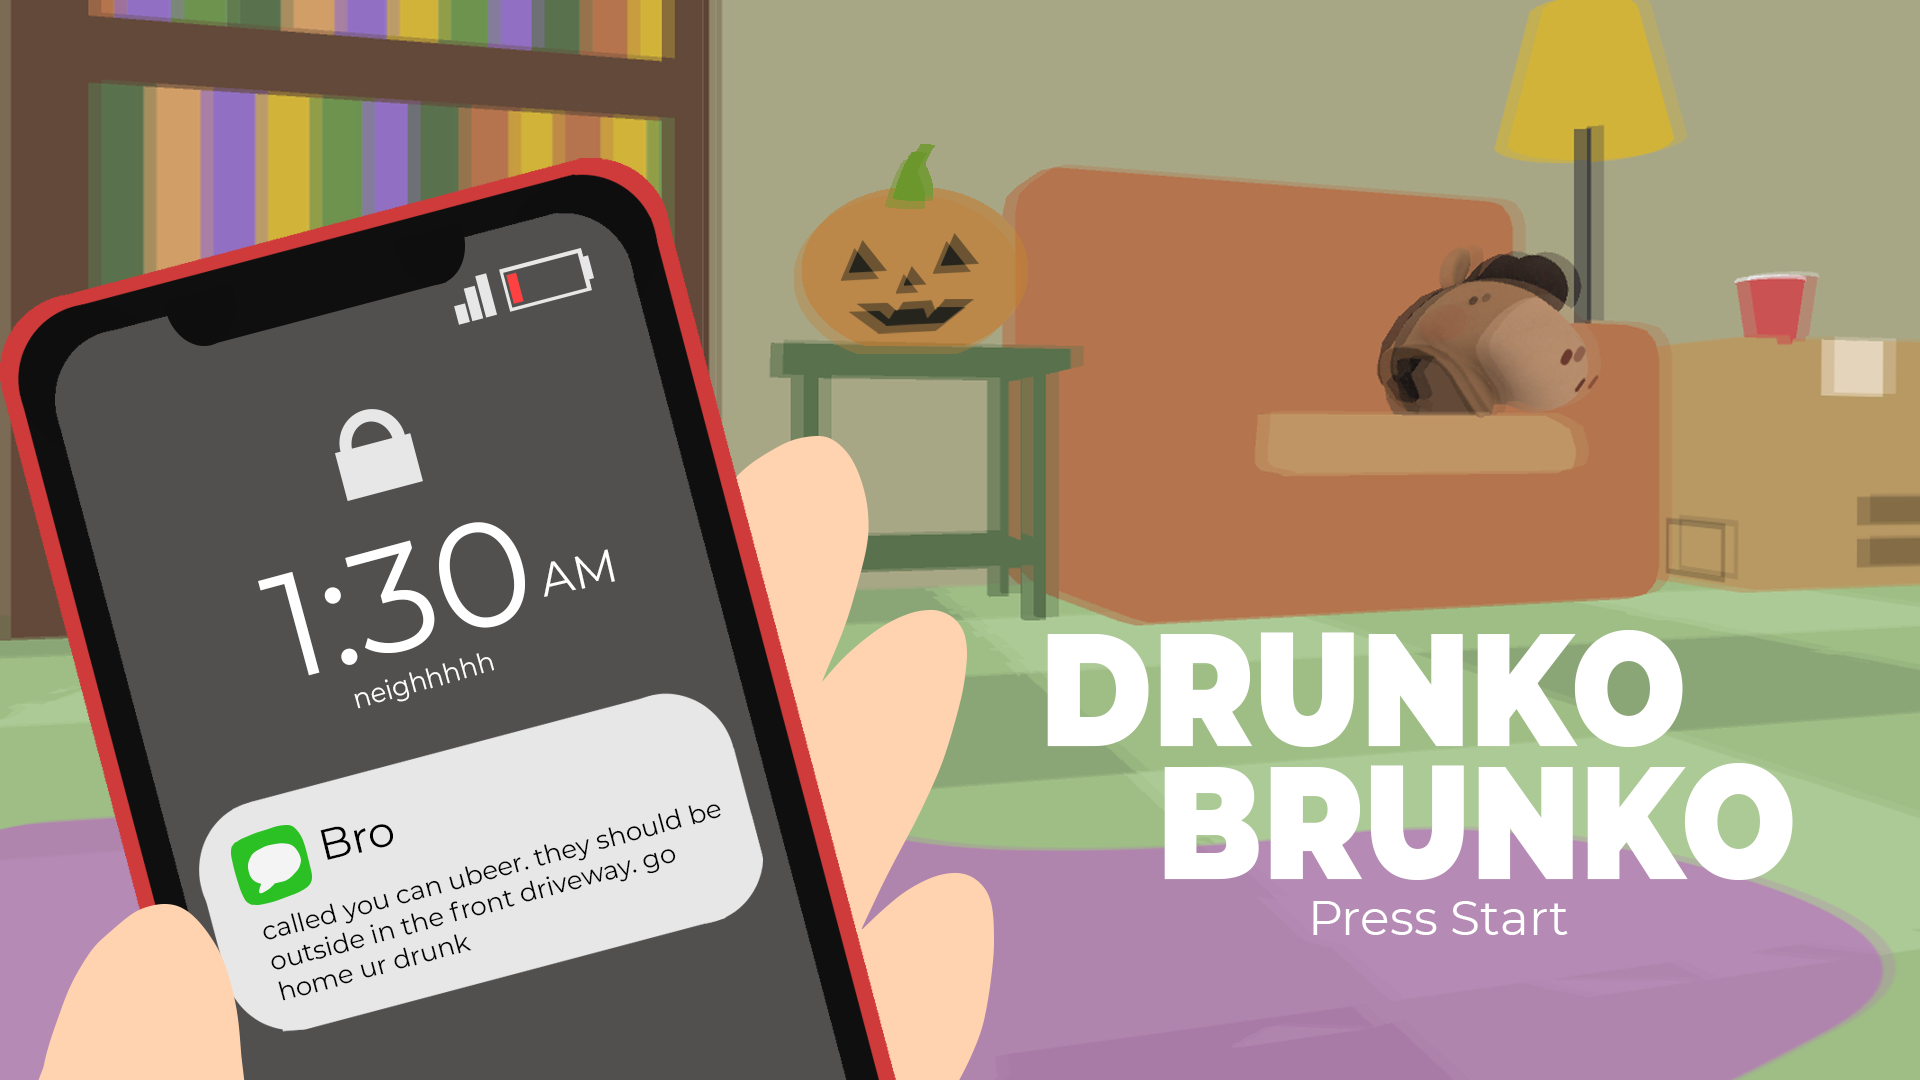 1:30 AM
neighhhhh
Bro
called you can ubeer. they should be
outside in the front driveway. go
home ur drunk
DRUNKO
BRUNKO
Press Start